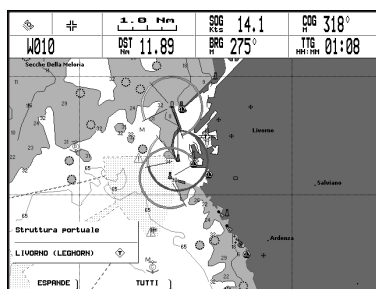 1.0 Nm
SOG Kts 14.1
COG M 318°
W010
DST Nm 11.89
BRG M 275°
TTG HH:MM 01:08
Secche Della Meloria
Livorno
Salviano
Ardenza
Struttura portuale
LIVORNO (LEGHORN)
ESPANDE
TUTTI